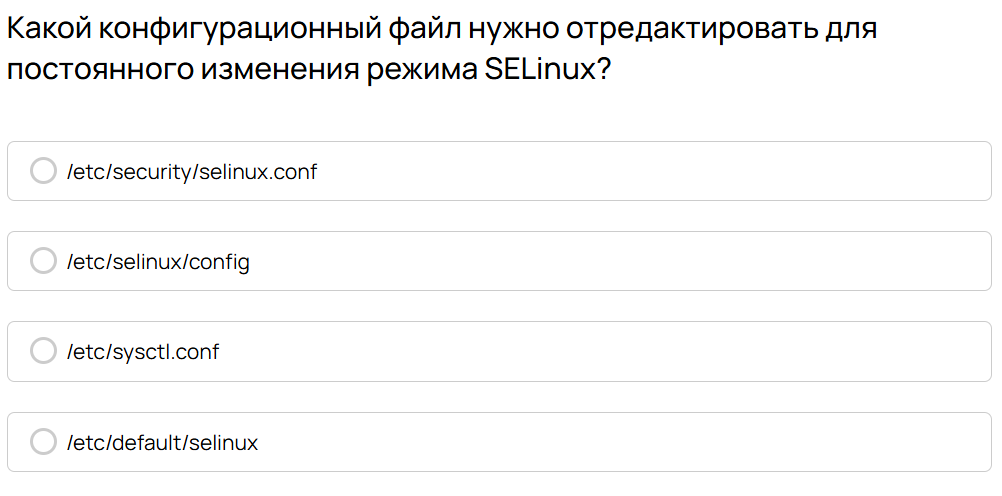 Какой конфигурационный файл нужно отредактировать для
постоянного изменения режима SELinux?
/etc/security/selinux.conf
/etc/selinux/config
/etc/sysctl.conf
/etc/default/selinux